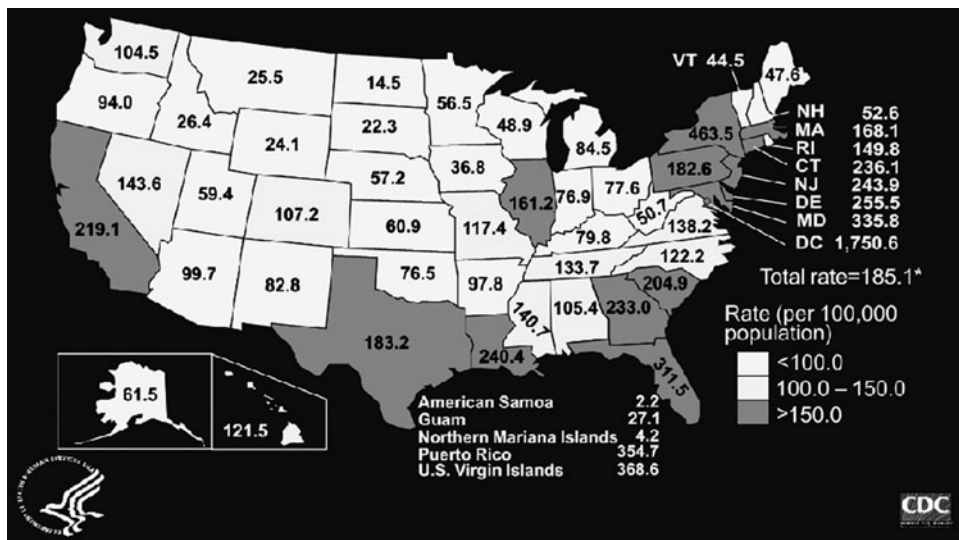 104.5
25.5
14.5
56.5
VT 44.5
47.6
94.0
26.4
24.1
22.3
48.9
84.5
463.5
NH 52.6
MA 168.1
RI 149.8
CT 236.1
NJ 243.9
DE 255.5
MD 335.8
DC 1,750.6
143.6
59.4
57.2
36.8
182.6
219.1
107.2
60.9
117.4
161.2
76.9
77.6
50.7
138.2
79.8
122.2
99.7
82.8
76.5
97.8
133.7
204.9
183.2
240.4
140.7
105.4
233.0
311.5
Total rate=185.1*
Rate (per 100,000
population)
<100.0
100.0 – 150.0
>150.0
61.5
121.5
American Samoa 2.2
Guam 27.1
Northern Mariana Islands 4.2
Puerto Rico 354.7
U.S. Virgin Islands 368.6
CDC